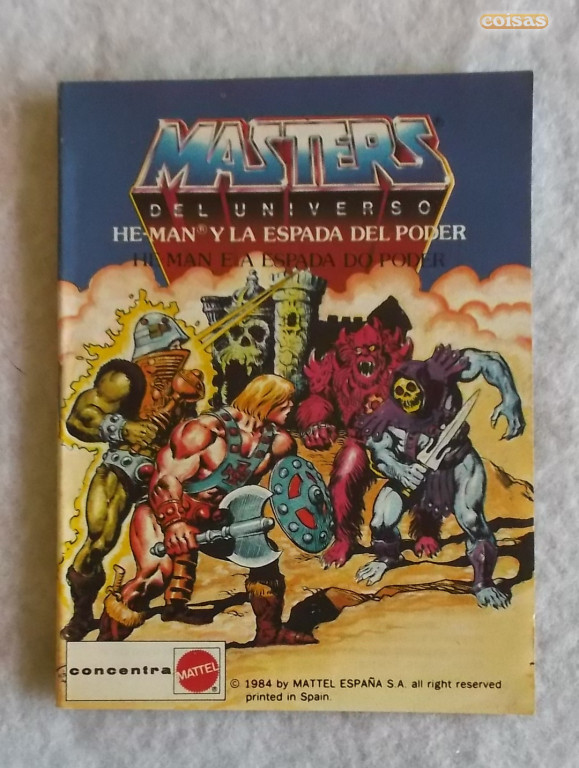 coisas
MASTERS®
DEL UNIVERSO
HE-MAN® Y LA ESPADA DEL PODER
HE MAN E A ESPADA DO PODER
concentra
MATTEL®
© 1984 by MATTEL ESPAÑA S.A. all right reserved
printed in Spain.